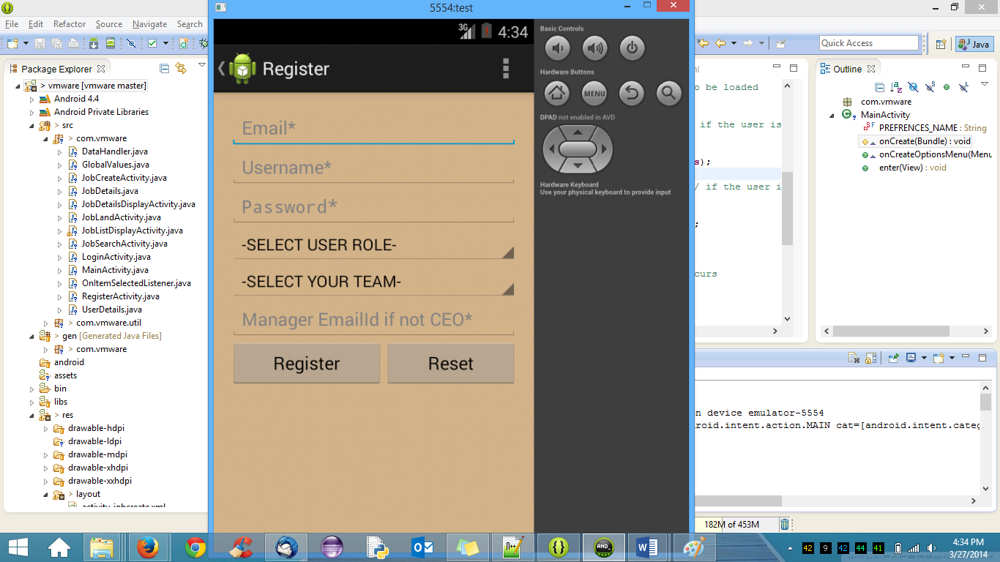 5554:test
File Edit Refactor Source Navigate Search
Quick Access
Java
Package Explorer
> vmware [vmware master]
Android 4.4
Android Private Libraries
> src
> com.vmware
DataHandler.java
GlobalValues.java
JobCreateActivity.java
JobDetails.java
JobDetailsDisplayActivity.java
JobLandActivity.java
JobListDisplayActivity.java
JobSearchActivity.java
LoginActivity.java
MainActivity.java
OnItemSelectedListener.java
RegisterActivity.java
UserDetails.java
> com.vmware.util
> gen [Generated Java Files]
> com.vmware
android
assets
bin
libs
> res
drawable-hdpi
drawable-ldpi
drawable-mdpi
drawable-xhdpi
drawable-xxhdpi
> layout
activity_jobcreate.xml
3G 4:34
Register
Email*
Username*
Password*
-SELECT USER ROLE-
-SELECT YOUR TEAM-
Manager EmailId if not CEO*
Register Reset
Basic Controls
Hardware Buttons
MENU
DPAD not enabled in AVD
Hardware Keyboard
Use your physical keyboard to provide input
o be loaded
if the user is
s);
/ if the user i
;
curs
Outline
com.vmware
MainActivity
PREFRENCES_NAME : String
onCreate(Bundle) : void
onCreateOptionsMenu(Menu
enter(View) : void
n device emulator-5554
droid.intent.action.MAIN cat=[android.intent.categ
182M of 453M
AND_
42 9 42 44 41
4:34 PM
3/27/2014